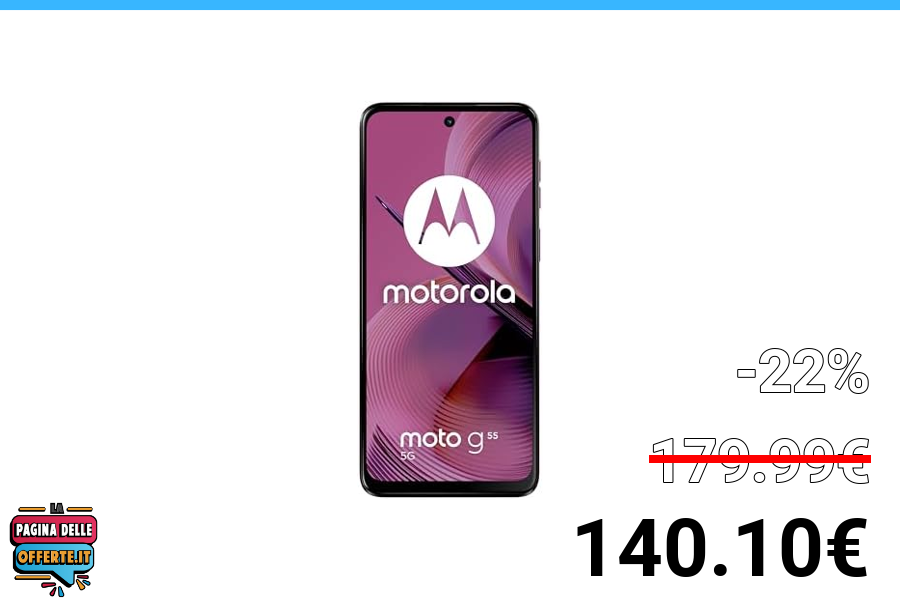 motorola
moto g 55
5G
-22%
179.99€
140.10€
LA
PAGINA DELLE
OFFERTE.IT